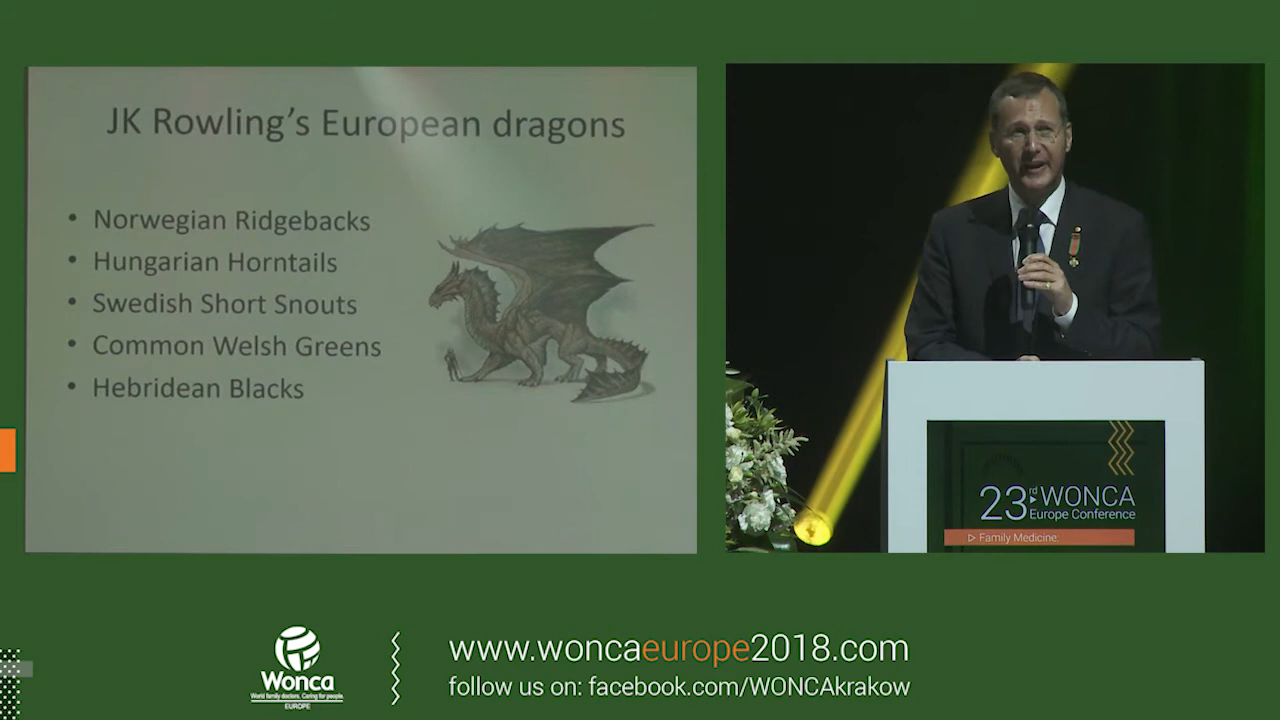 JK Rowling's European dragons
• Norwegian Ridgebacks
• Hungarian Horntails
• Swedish Short Snouts
• Common Welsh Greens
• Hebridean Blacks
23rd WONCA
Europe Conference
Family Medicine:
Wonca
World family doctors. Caring for people.
EUROPE
www.woncaeurope2018.com
follow us on: facebook.com/WONCAkrakow